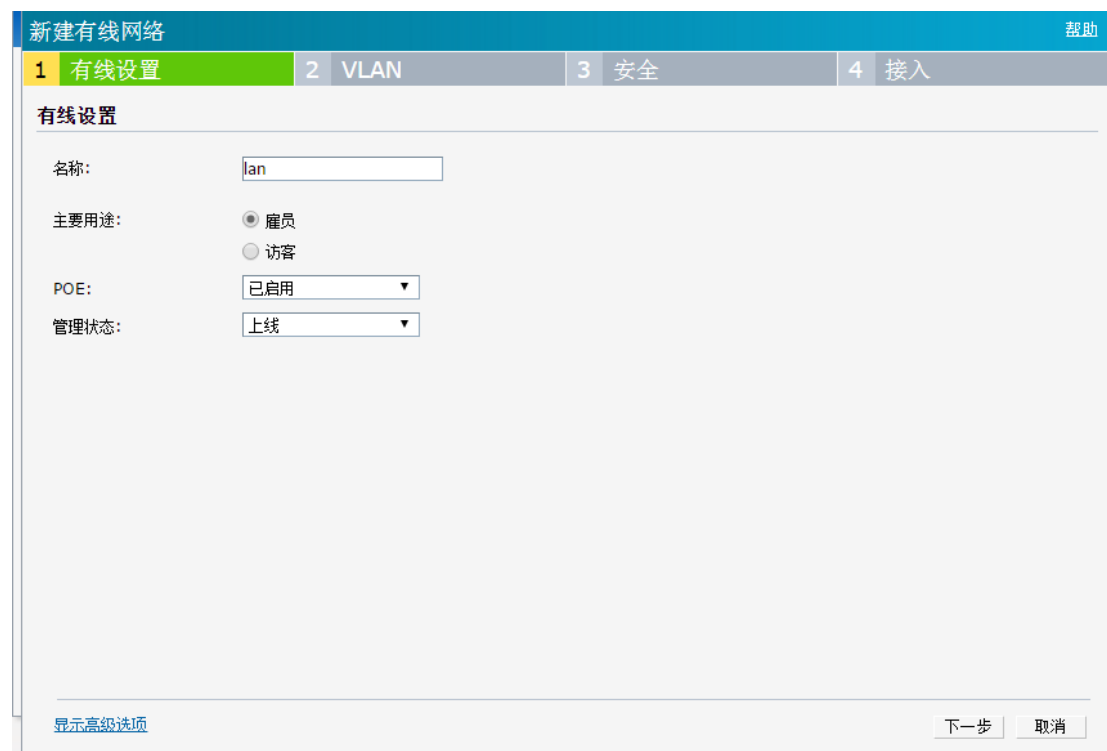 新建有线网络 帮助
1 有线设置 2 VLAN 3 安全 4 接入
有线设置
名称: lan
主要用途: 雇员
访客
POE: 已启用
管理状态: 上线
显示高级选项 下一步 取消